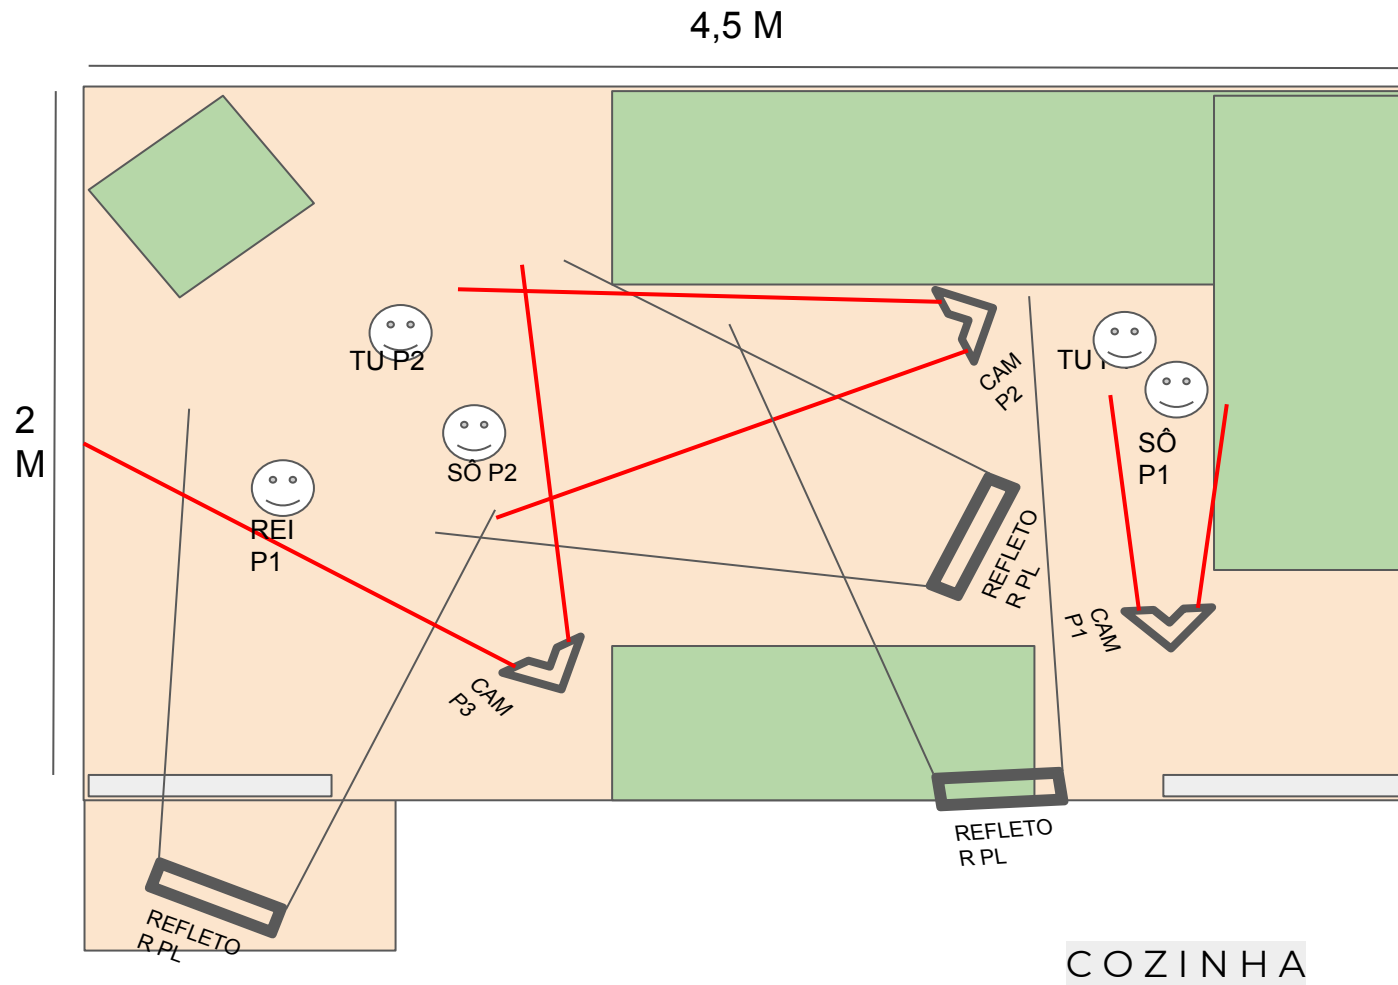 4,5 M
2
M
TU P2
SÔ P2
REI
P1
CAM
P2
TU
SÔ
P1
REFLETO
R PL
CAM
P1
CAM
P3
REFLETO
R PL
REFLETO
R PL
COZINHA